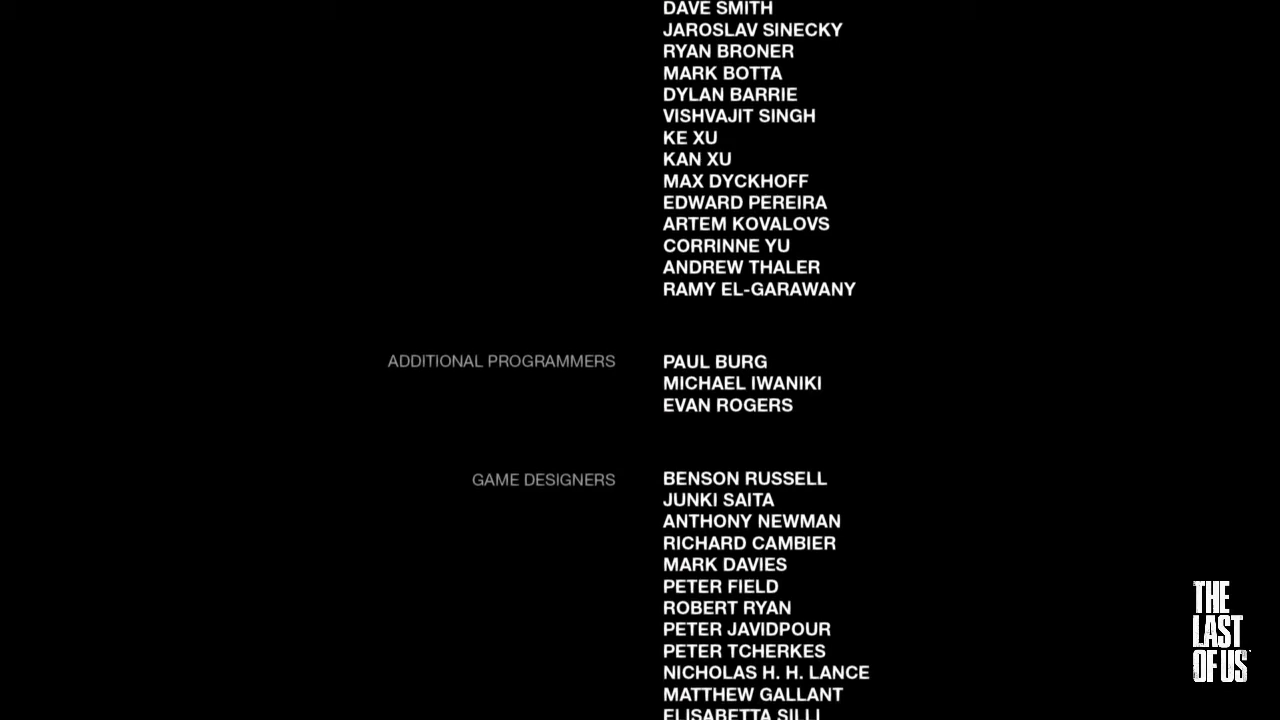 DAVE SMITH
JAROSLAV SINECKY
RYAN BRONER
MARK BOTTA
DYLAN BARRIE
VISHVAJIT SINGH
KE XU
KAN XU
MAX DYCKHOFF
EDWARD PEREIRA
ARTEM KOVALOVS
CORRINNE YU
ANDREW THALER
RAMY EL-GARAWANY
ADDITIONAL PROGRAMMERS PAUL BURG
MICHAEL IWANIKI
EVAN ROGERS
GAME DESIGNERS BENSON RUSSELL
JUNKI SAITA
ANTHONY NEWMAN
RICHARD CAMBIER
MARK DAVIES
PETER FIELD
ROBERT RYAN
PETER JAVIDPOUR
PETER TCHERKES
NICHOLAS H. H. LANCE
MATTHEW GALLANT
ELISABETTA SILLI
THE
LAST
OF US